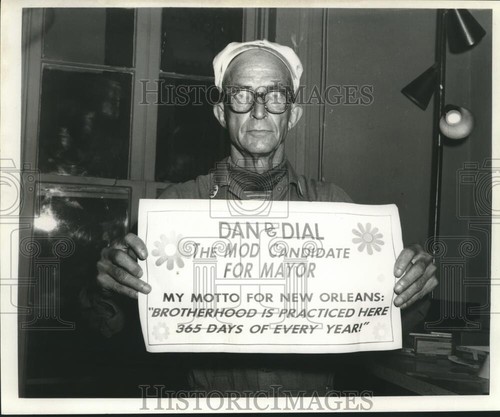 DAN B DIAL
THE MOD CANDIDATE
FOR MAYOR
MY MOTTO FOR NEW ORLEANS:
"BROTHERHOOD IS PRACTICED HERE
365 DAYS OF EVERY YEAR!"
HISTORIC IMAGES
HISTORIC IMAGES